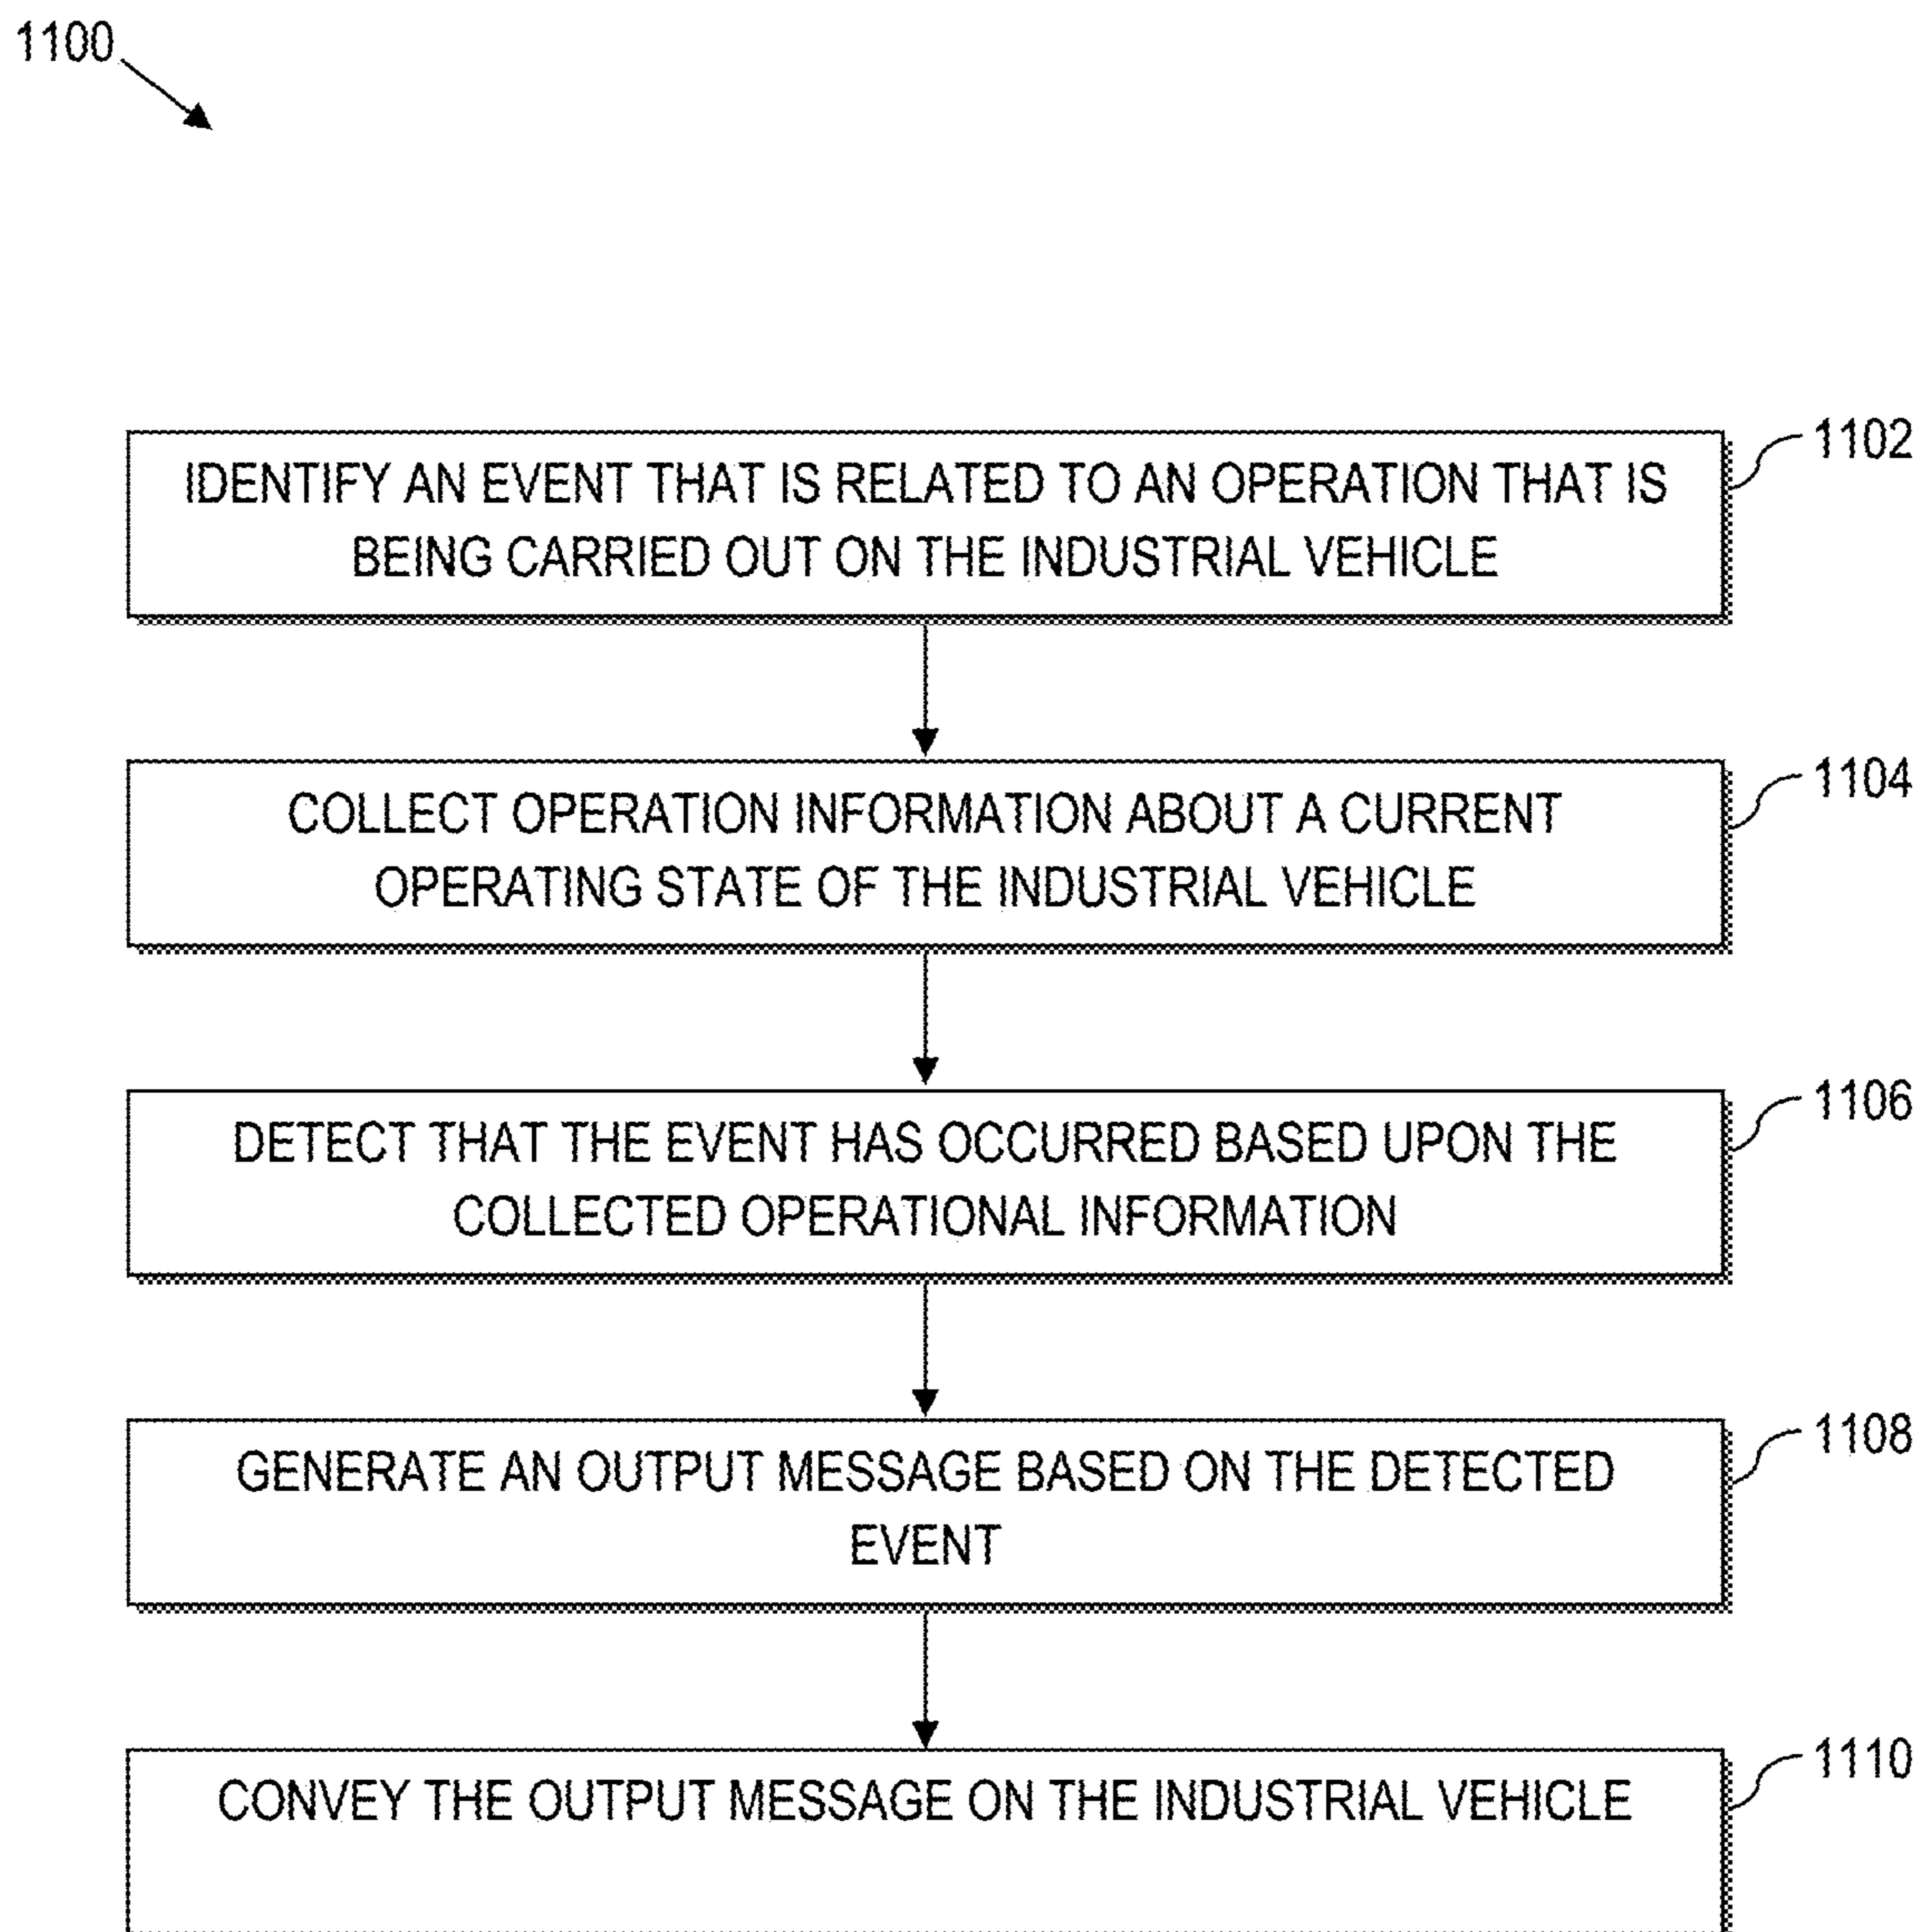 1100
1102
IDENTIFY AN EVENT THAT IS RELATED TO AN OPERATION THAT IS
BEING CARRIED OUT ON THE INDUSTRIAL VEHICLE
1104
COLLECT OPERATION INFORMATION ABOUT A CURRENT
OPERATING STATE OF THE INDUSTRIAL VEHICLE
1106
DETECT THAT THE EVENT HAS OCCURRED BASED UPON THE
COLLECTED OPERATIONAL INFORMATION
1108
GENERATE AN OUTPUT MESSAGE BASED ON THE DETECTED
EVENT
1110
CONVEY THE OUTPUT MESSAGE ON THE INDUSTRIAL VEHICLE